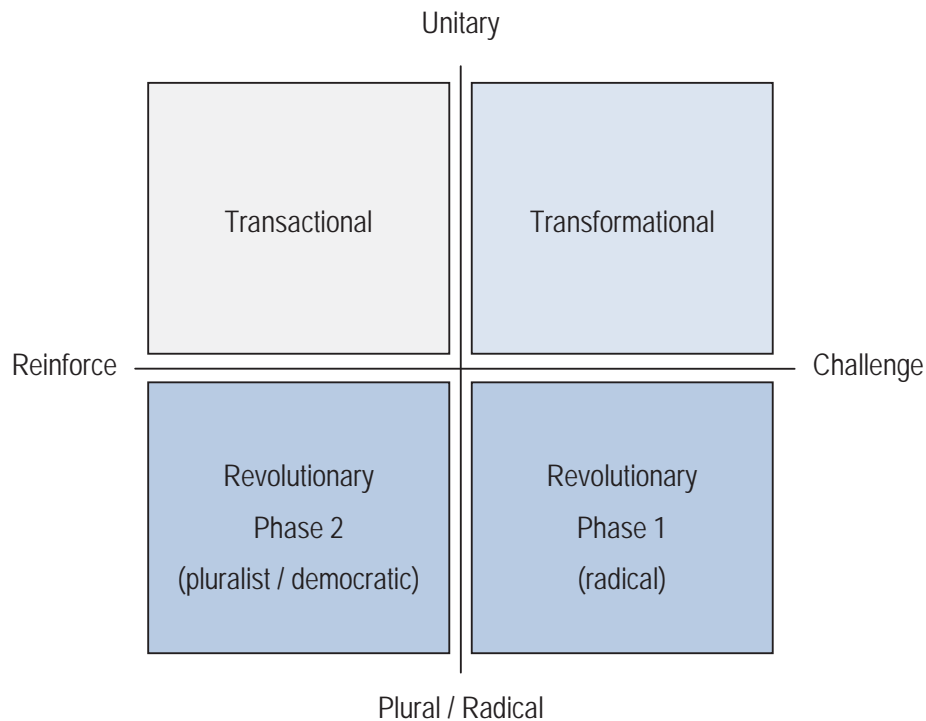 Unitary
Transactional
Transformational
Reinforce
Challenge
Revolutionary
Phase 2
(pluralist / democratic)
Revolutionary
Phase 1
(radical)
Plural / Radical